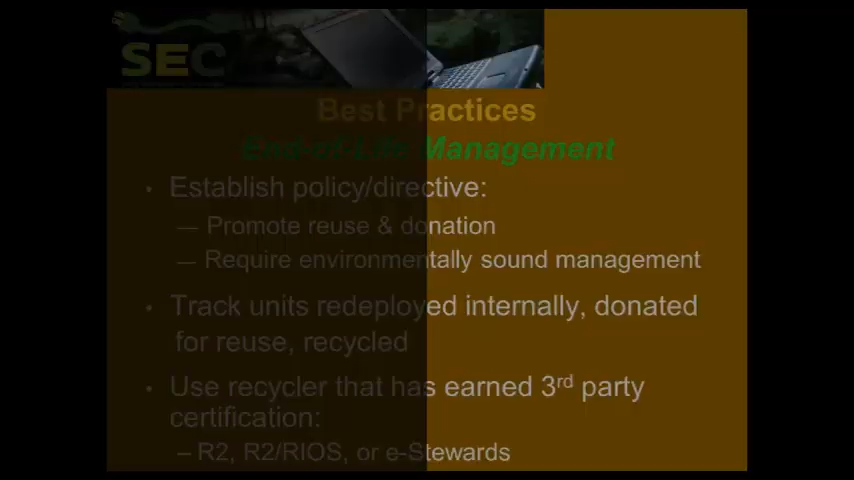 SEC
Best Practices
End-of-Life Management
• Establish policy/directive:
— Promote reuse & donation
— Require environmentally sound management
• Track units redeployed internally, donated
for reuse, recycled
• Use recycler that has earned 3rd party
certification:
– R2, R2/RIOS, or e-Stewards